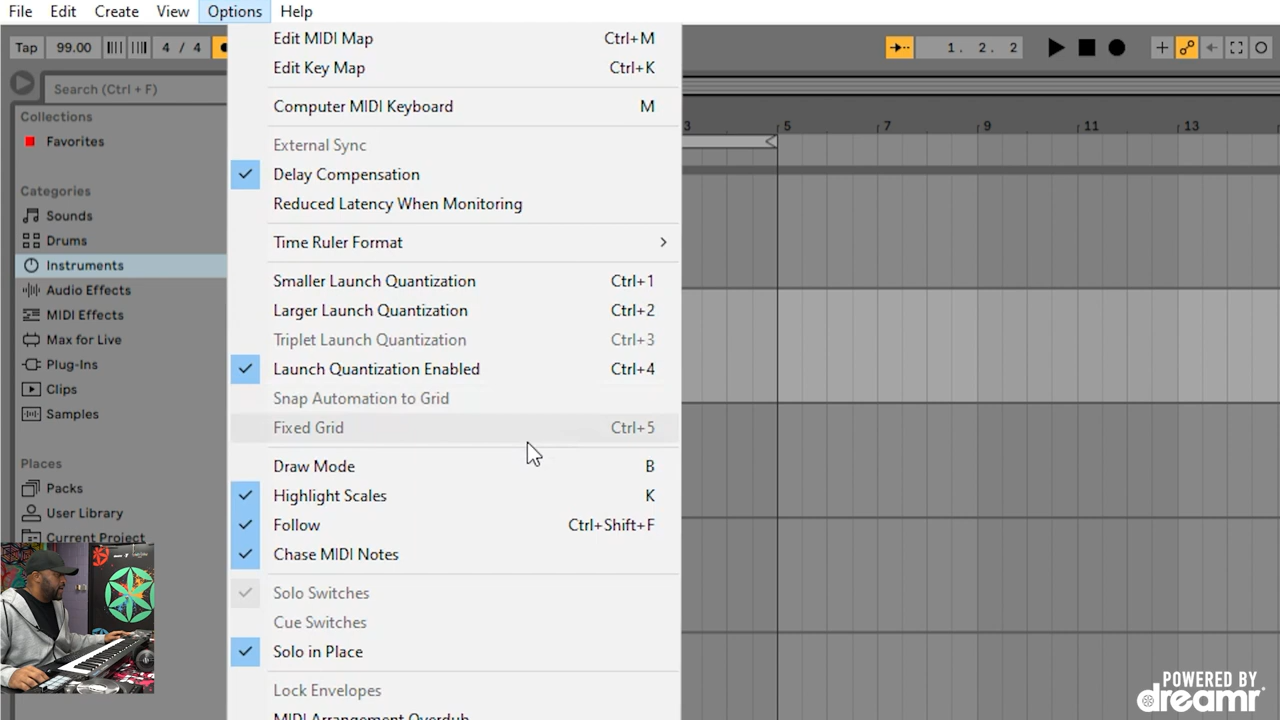 File Edit Create View Options Help
Tap 99.00 4 / 4 1. 2. 2
Search (Ctrl + F)
Collections
Favorites
Categories
Sounds
Drums
Instruments
Audio Effects
MIDI Effects
Max for Live
Plug-Ins
Clips
Samples
Places
Packs
User Library
Current Project
Edit MIDI Map Ctrl+M
Edit Key Map Ctrl+K
Computer MIDI Keyboard M
External Sync
Delay Compensation
Reduced Latency When Monitoring
Time Ruler Format
Smaller Launch Quantization Ctrl+1
Larger Launch Quantization Ctrl+2
Triplet Launch Quantization Ctrl+3
Launch Quantization Enabled Ctrl+4
Snap Automation to Grid
Fixed Grid Ctrl+5
Draw Mode B
Highlight Scales K
Follow Ctrl+Shift+F
Chase MIDI Notes
Solo Switches
Cue Switches
Solo in Place
Lock Envelopes
MIDI Arrangement Overdub
3 5 7 9 11 13
POWERED BY
dreamr